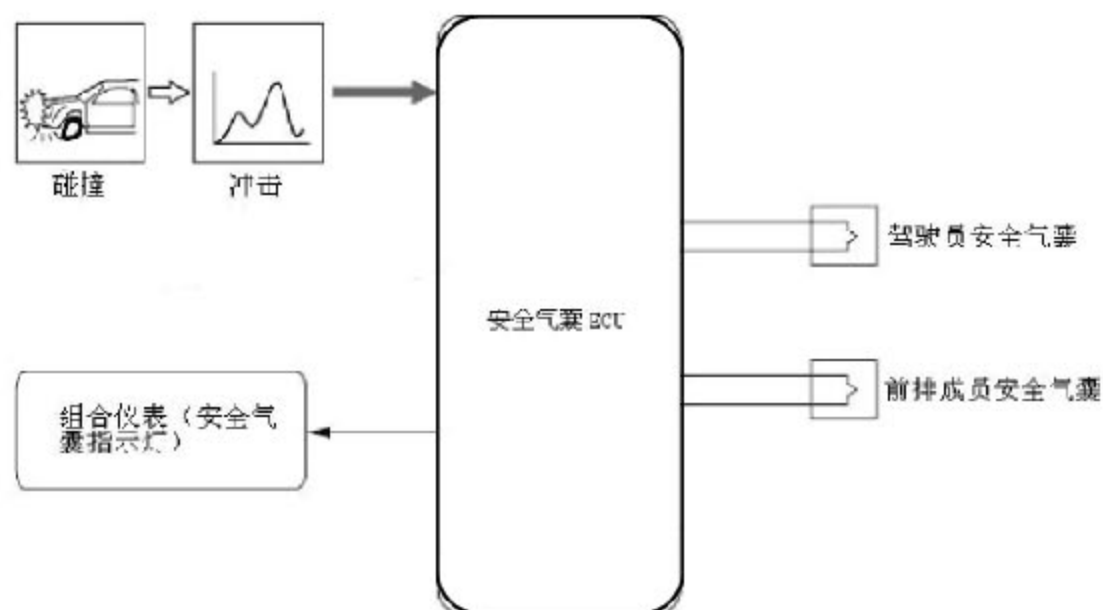 碰撞
冲击
驾驶员安全气囊
安全气囊 ECU
前排成员安全气囊
组合仪表（安全气
囊指示灯）